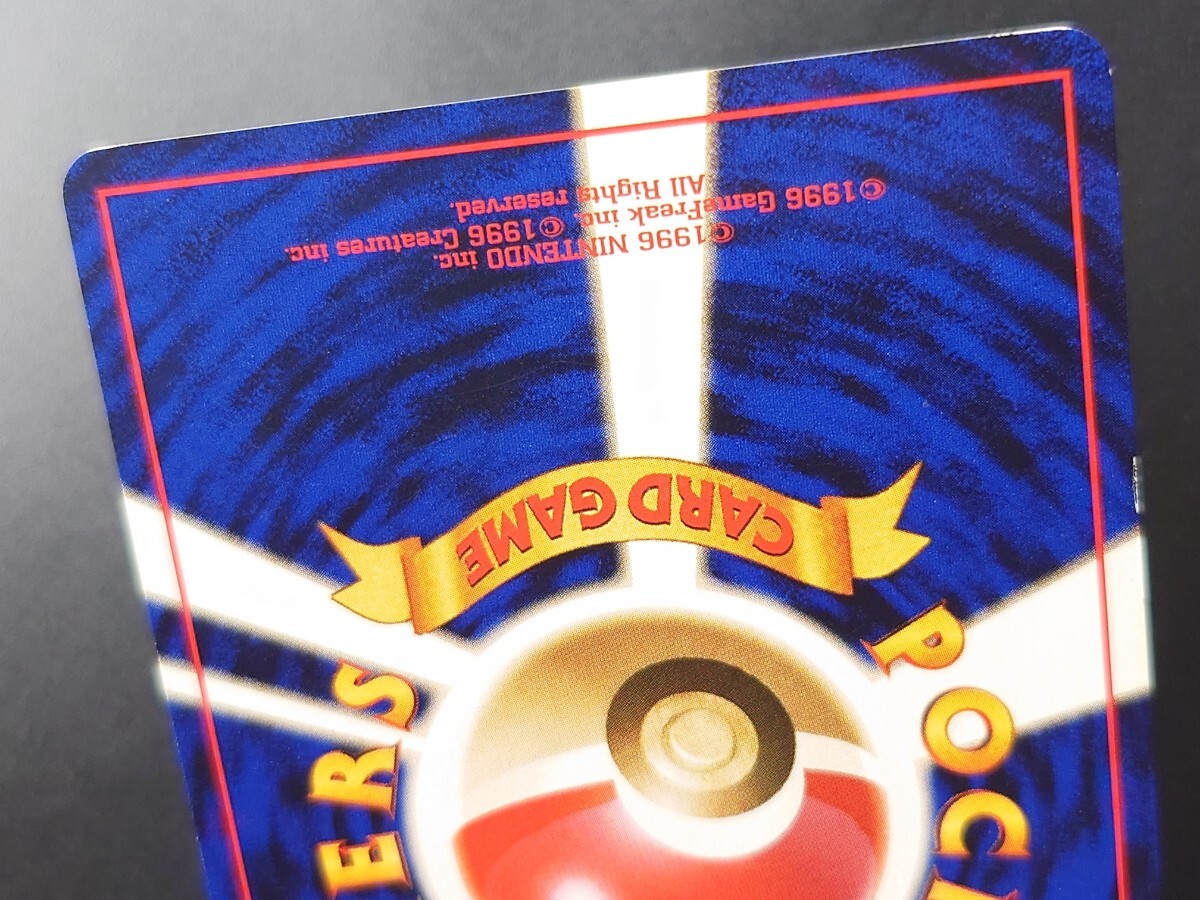 POC
ERS
CARD GAME
©1996 NINTENDO inc.
©1996 Creatures inc.
©1996 GameFreak inc.
All Rights reserved.